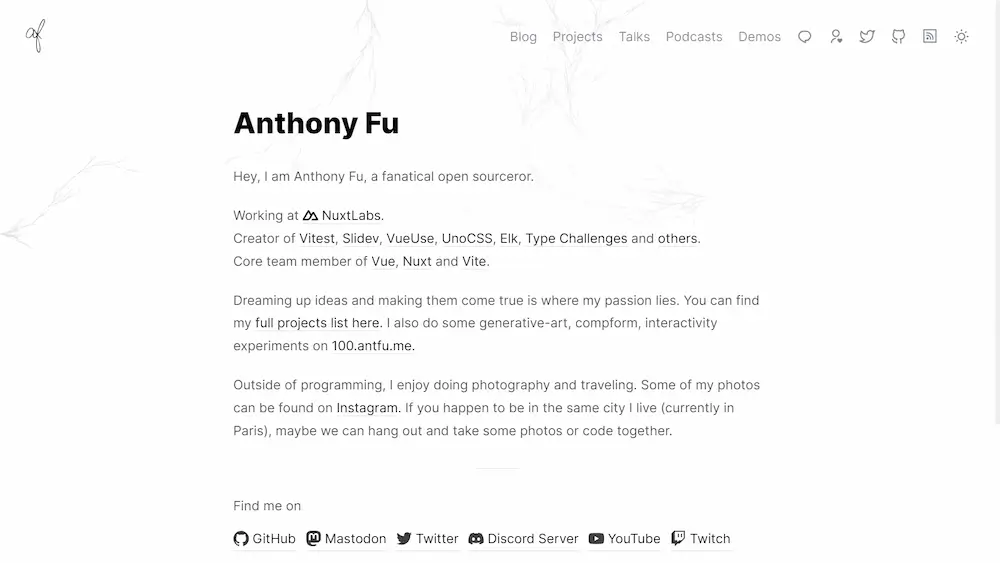 af
Blog Projects Talks Podcasts Demos
Anthony Fu
Hey, I am Anthony Fu, a fanatical open sourceror.
Working at NuxtLabs.
Creator of Vitest, Slidev, VueUse, UnoCSS, Elk, Type Challenges and others.
Core team member of Vue, Nuxt and Vite.
Dreaming up ideas and making them come true is where my passion lies. You can find
my full projects list here. I also do some generative-art, compform, interactivity
experiments on 100.antfu.me.
Outside of programming, I enjoy doing photography and traveling. Some of my photos
can be found on Instagram. If you happen to be in the same city I live (currently in
Paris), maybe we can hang out and take some photos or code together.
Find me on
GitHub Mastodon Twitter Discord Server YouTube Twitch